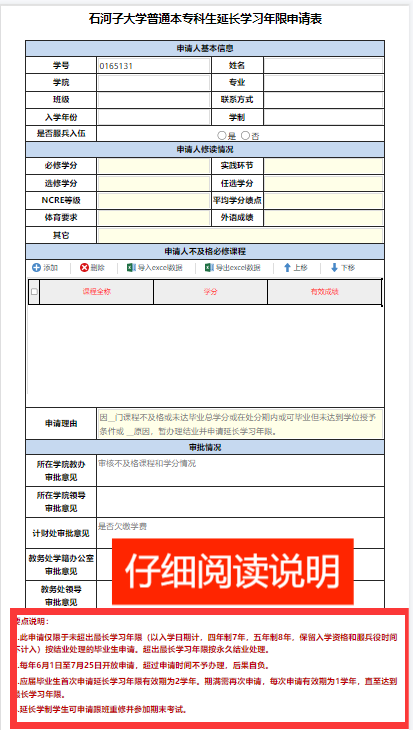 石河子大学普通本专科生延长学习年限申请表
申请人基本信息
学号 0165131 姓名
学院 专业
班级 联系方式
入学年份 学制
是否服兵入伍 是 否
申请人修读情况
必修学分 实践环节
选修学分 任选学分
NCRE等级 平均学分绩点
体育要求 外语成绩
其它
申请人不及格必修课程
添加 删除 导入excel数据 导出excel数据 上移 下移
课程全称 学分 有效成绩
申请理由 因__门课程不及格或未达毕业总学分或在处分期内或可毕业但未达到学位授予
条件或 __原因，暂办理结业并申请延长学习年限。
审批情况
所在学院教办
审批意见 审核不及格课程和学分情况
所在学院领导
审批意见
计财处审批意见 是否欠缴学费
教务处学籍办公室
审批意见
教务处领导
审批意见
仔细阅读说明
要点说明：
.此申请仅限于未超出最长学习年限（以入学日期计，四年制7年，五年制8年，保留入学资格和服兵役时间
不计入）按结业处理的毕业生学年。超出最长学习年限按永久结业处理。
.每年6月1日至7月25日开放申请，超过申请时间不予办理，后果自负。
.应届毕业生首次申请延长学习年限有效期为2学年。期满需再次申请，每次申请有效期为1学年，直至达到
最长学习年限。
.延长学制学生可申请跟班重修并参加期末考试。